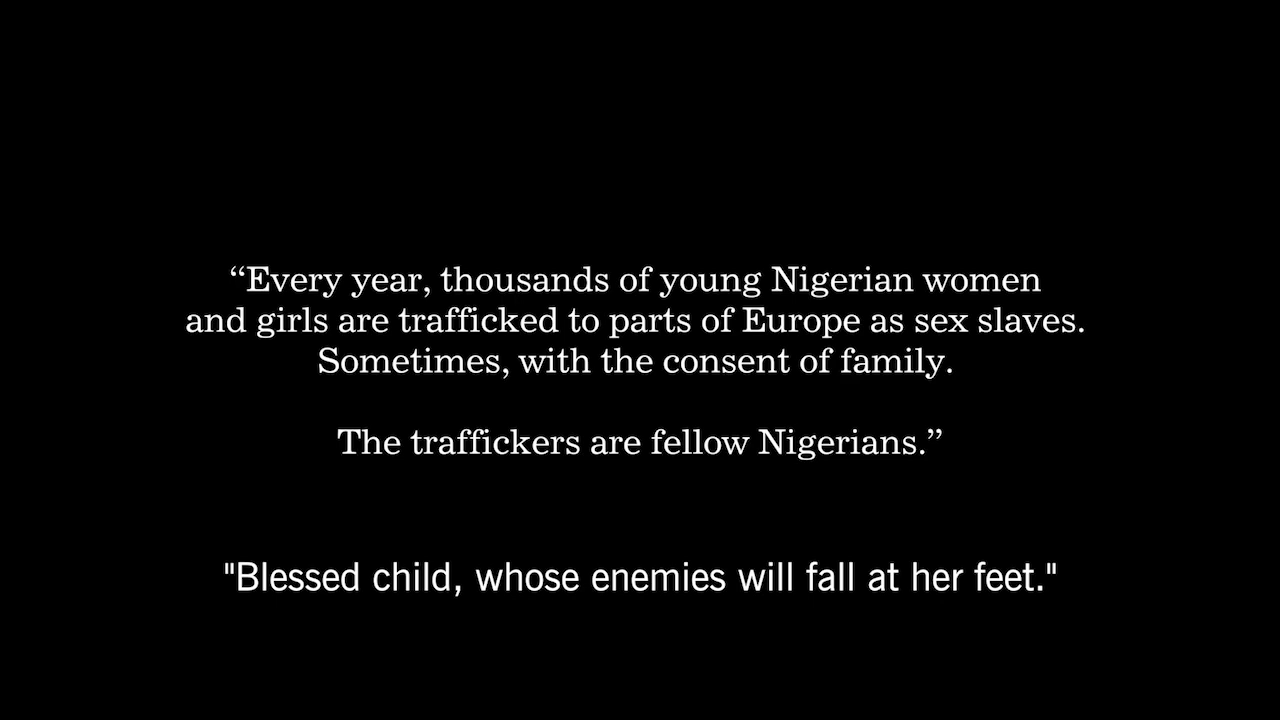 “Every year, thousands of young Nigerian women
and girls are trafficked to parts of Europe as sex slaves.
Sometimes, with the consent of family.
The traffickers are fellow Nigerians.”
"Blessed child, whose enemies will fall at her feet."